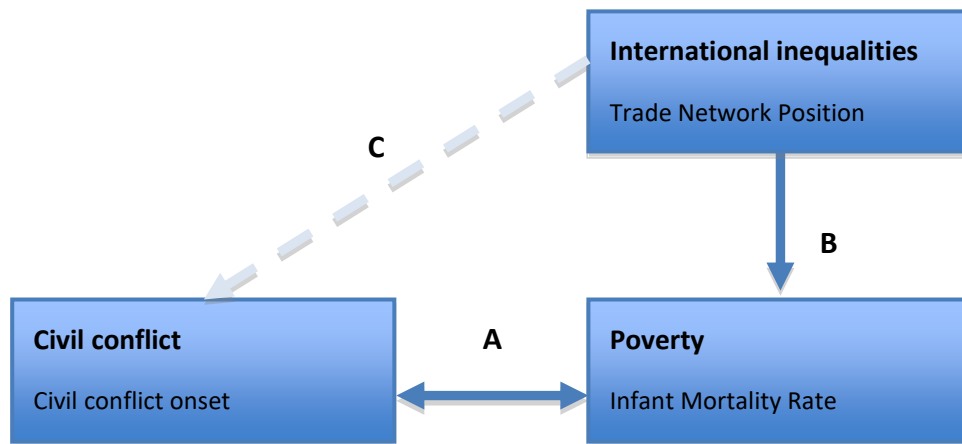 International inequalities
Trade Network Position
C
B
Civil conflict
Civil conflict onset
A
Poverty
Infant Mortality Rate